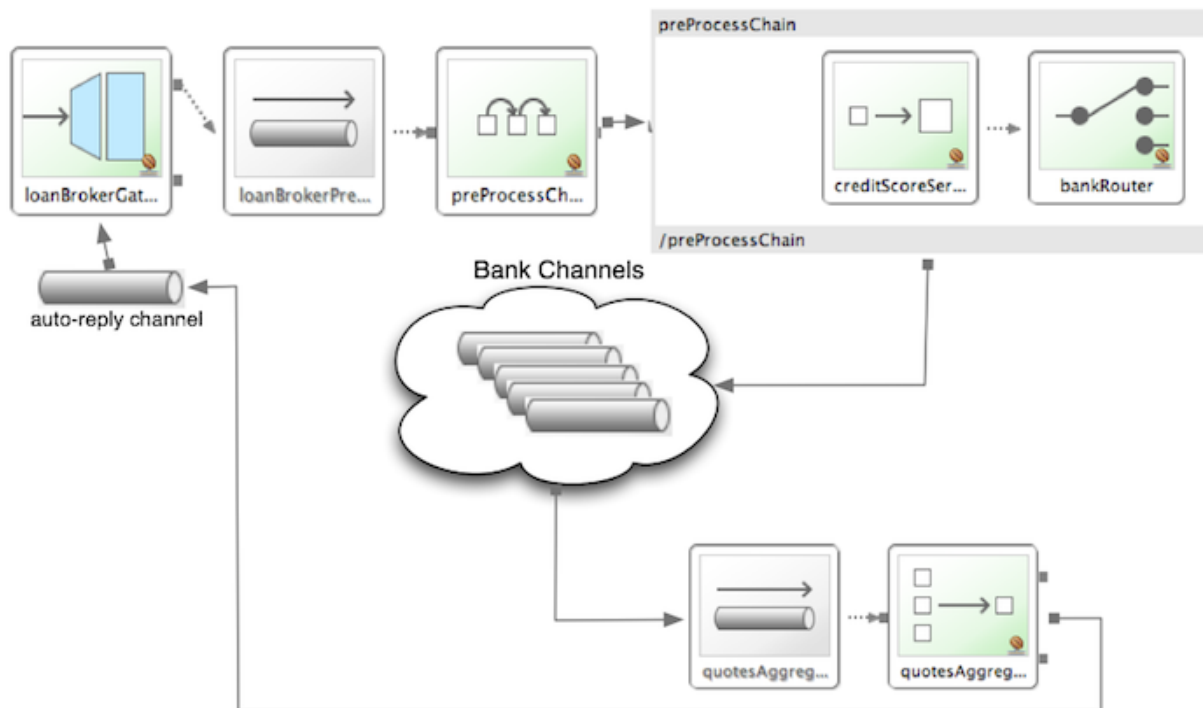 preProcessChain
loanBrokerGat...
loanBrokerPre...
preProcessCh...
creditScoreSer...
bankRouter
/preProcessChain
Bank Channels
auto-reply channel
quotesAggreg...
quotesAggreg...